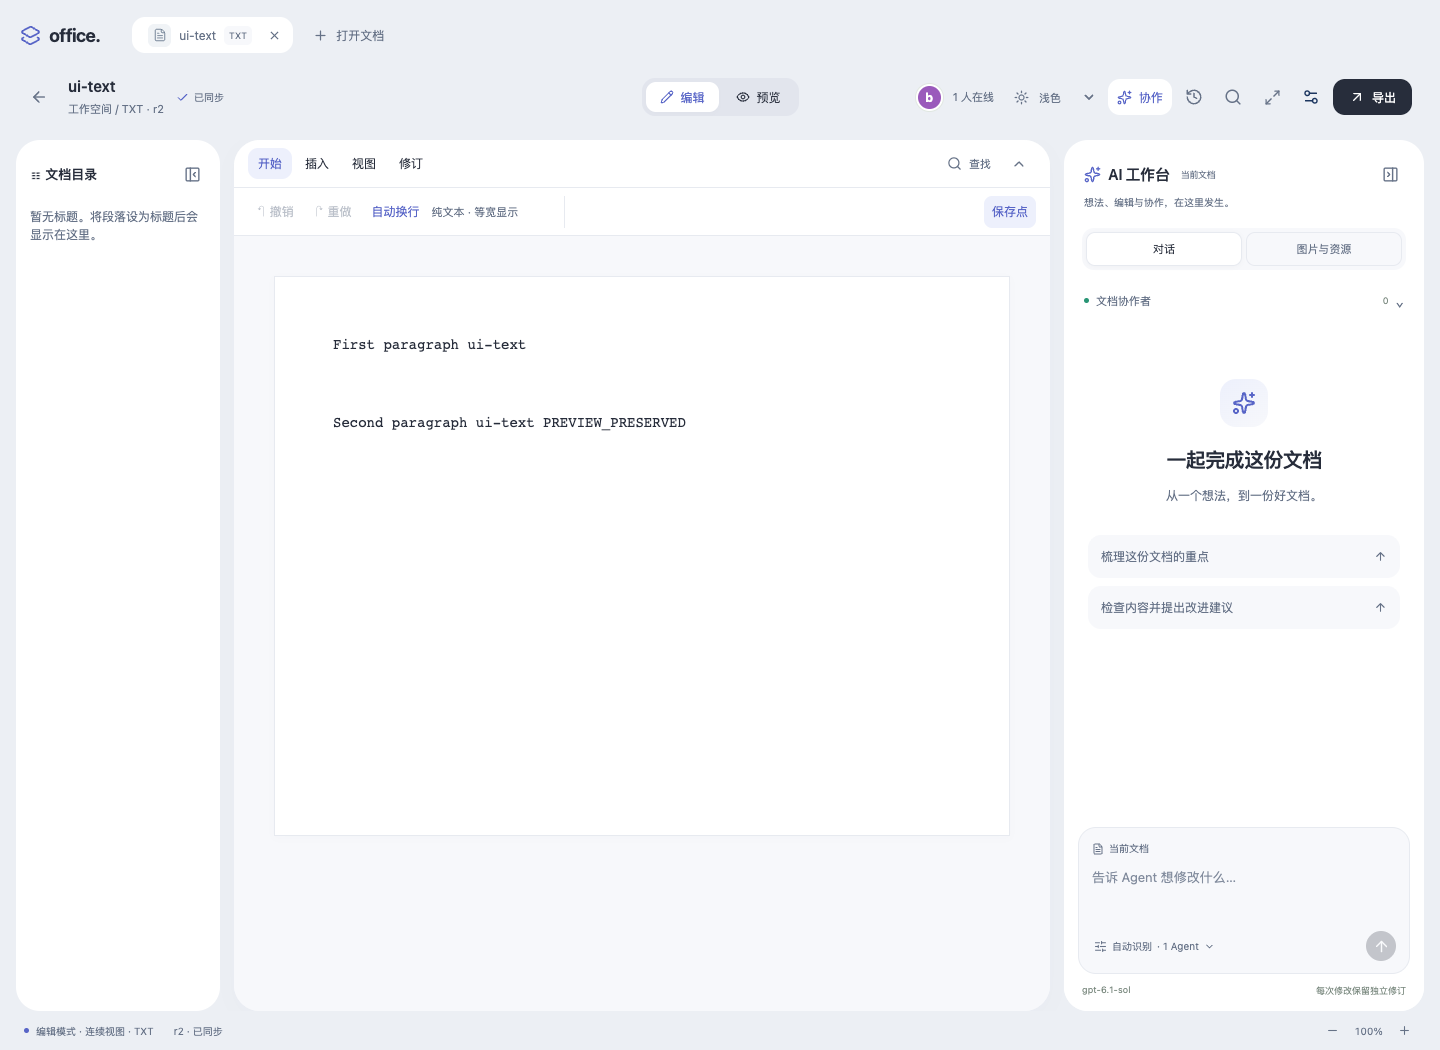 office.
ui-text TXT
打开文档
ui-text
工作空间 / TXT · r2
已同步
编辑
预览
b
1 人在线
浅色
协作
导出
文档目录
暂无标题。将段落设为标题后会
显示在这里。
开始 插入 视图 修订
查找
撤销 重做 自动换行 纯文本 · 等宽显示
保存点
First paragraph ui-text
Second paragraph ui-text PREVIEW_PRESERVED
AI 工作台 当前文档
想法、编辑与协作，在这里发生。
对话 图片与资源
文档协作者 0
一起完成这份文档
从一个想法，到一份好文档。
梳理这份文档的重点
检查内容并提出改进建议
当前文档
告诉 Agent 想修改什么...
自动识别 · 1 Agent
gpt-6.1-sol 每次修改保留独立修订
编辑模式 · 连续视图 · TXT r2 · 已同步
100%